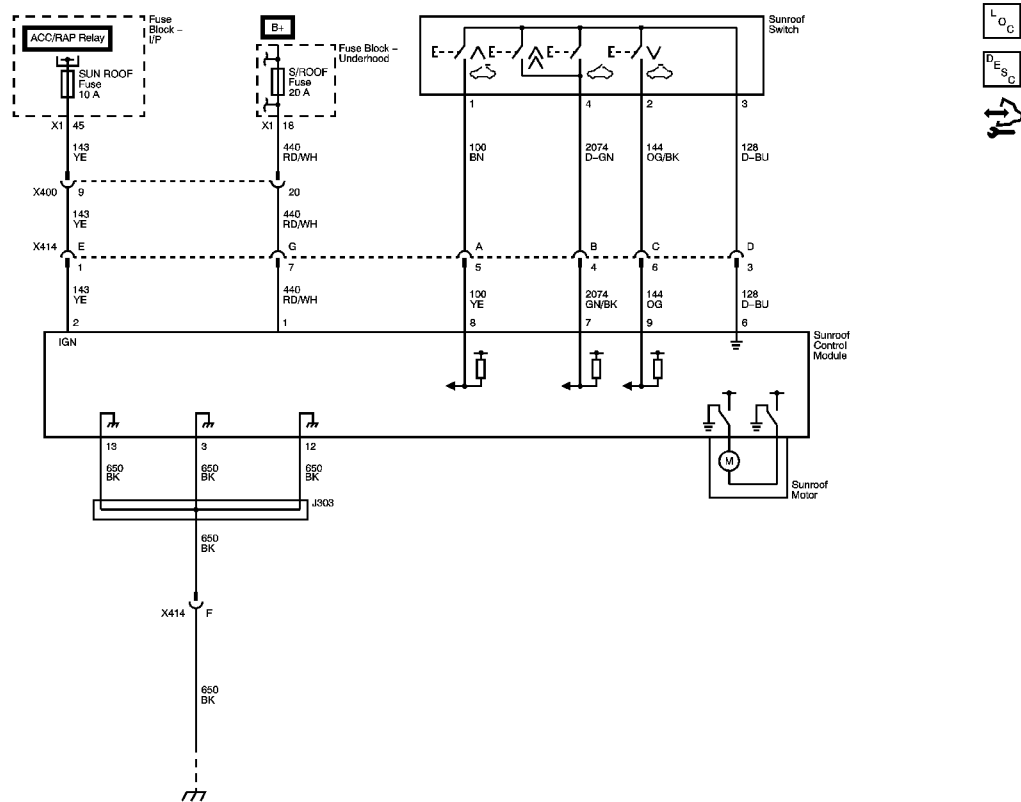 ACC/RAP Relay
Fuse
Block –
I/P
SUN ROOF
Fuse
10 A
B+
Fuse Block –
Underhood
S/ROOF
Fuse
20 A
Sunroof
Switch
L O C
D E S C
X1 45
X1 16
1
4
2
3
143
YE
440
RD/WH
100
BN
2074
D–GN
144
OG/BK
128
D–BU
X400 9
20
143
YE
440
RD/WH
X414 E
G
A
B
C
D
1
7
5
4
6
3
143
YE
440
RD/WH
100
YE
2074
GN/BK
144
OG
128
D–BU
2
1
8
7
9
6
IGN
Sunroof
Control
Module
13
3
12
650
BK
650
BK
650
BK
M
Sunroof
Motor
J303
650
BK
X414 F
650
BK